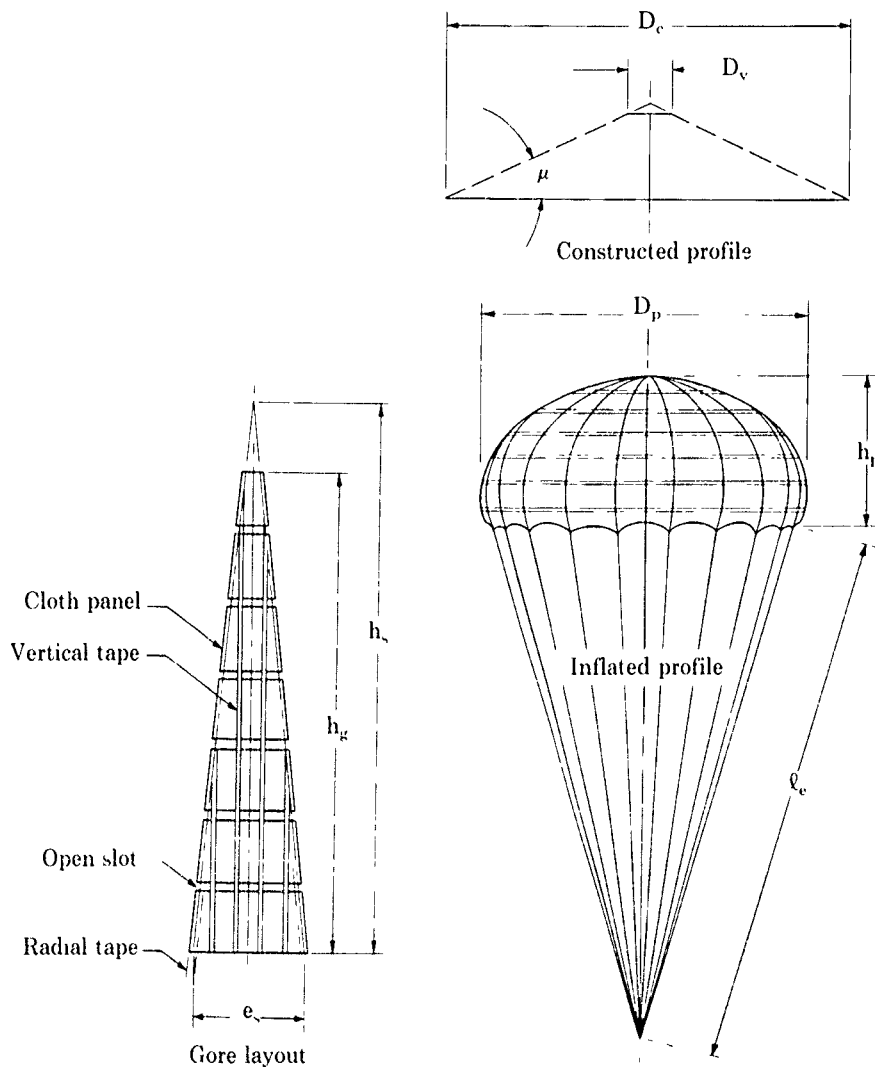 D_c
D_v
μ
Constructed profile
D_p
h_p
Cloth panel
Vertical tape
h_s
h_g
Inflated profile
ℓ_e
Open slot
Radial tape
e_s
Gore layout